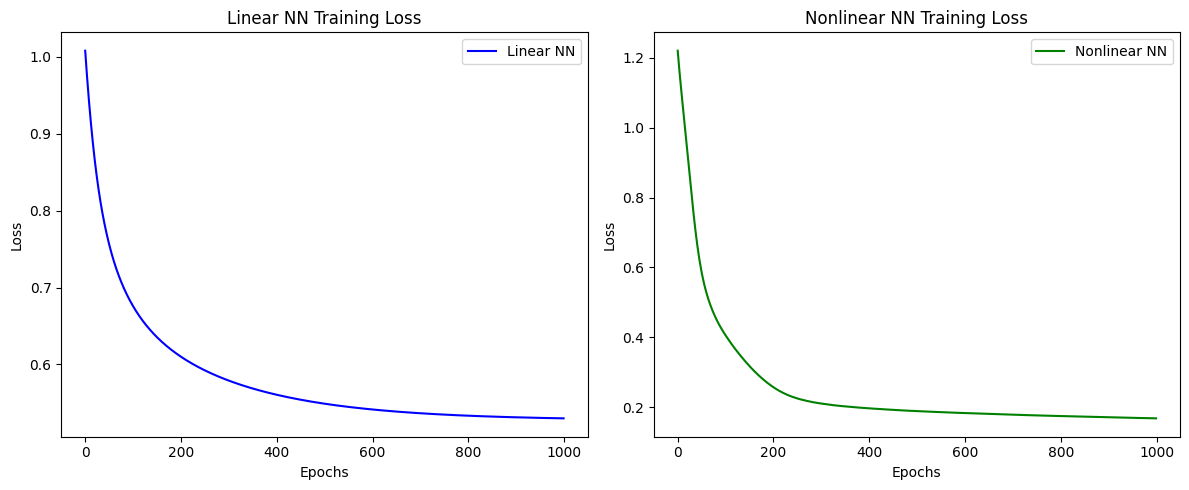 Linear NN Training Loss
Linear NN
1.0
0.9
0.8
0.7
0.6
Loss
0 200 400 600 800 1000
Epochs
Nonlinear NN Training Loss
Nonlinear NN
1.2
1.0
0.8
0.6
0.4
0.2
Loss
0 200 400 600 800 1000
Epochs